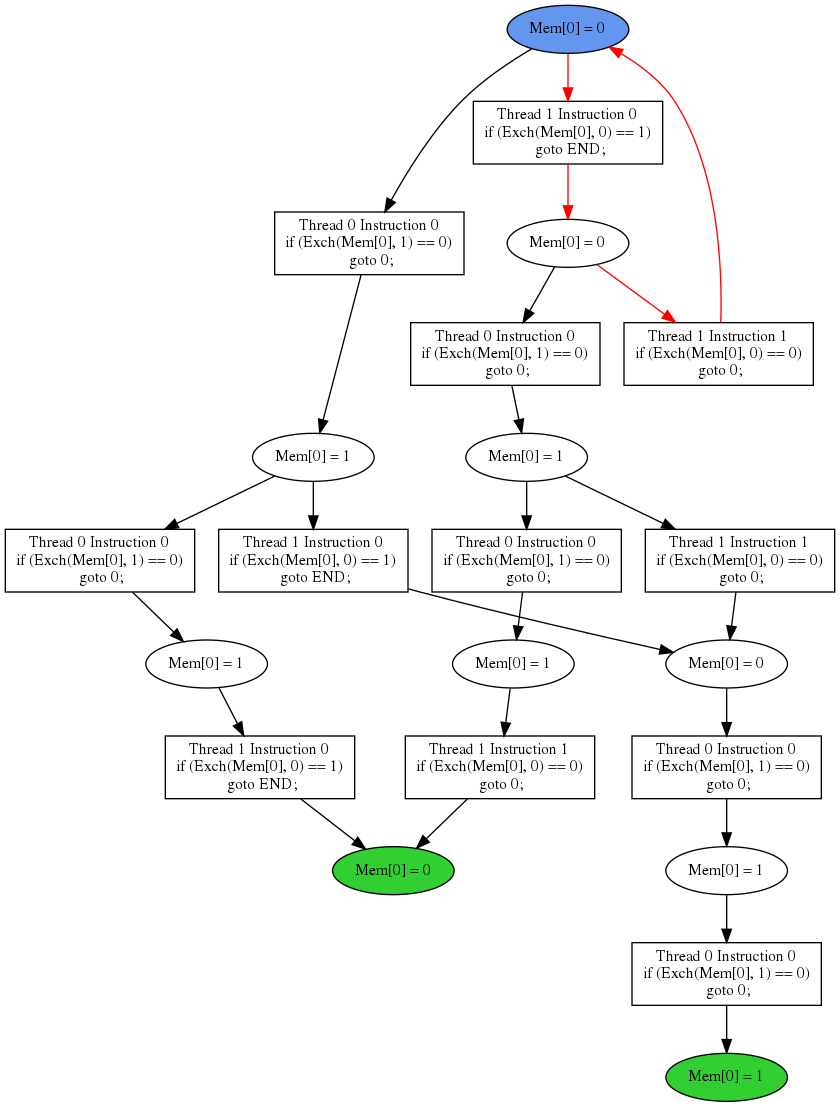 Mem[0] = 0
Thread 1 Instruction 0
if (Exch(Mem[0], 0) == 1)
goto END;
Thread 0 Instruction 0
if (Exch(Mem[0], 1) == 0)
goto 0;
Mem[0] = 0
Thread 0 Instruction 0
if (Exch(Mem[0], 1) == 0)
goto 0;
Thread 1 Instruction 1
if (Exch(Mem[0], 0) == 0)
goto 0;
Mem[0] = 1
Mem[0] = 1
Thread 0 Instruction 0
if (Exch(Mem[0], 1) == 0)
goto 0;
Thread 1 Instruction 0
if (Exch(Mem[0], 0) == 1)
goto END;
Thread 0 Instruction 0
if (Exch(Mem[0], 1) == 0)
goto 0;
Thread 1 Instruction 1
if (Exch(Mem[0], 0) == 0)
goto 0;
Mem[0] = 1
Mem[0] = 1
Mem[0] = 0
Thread 1 Instruction 0
if (Exch(Mem[0], 0) == 1)
goto END;
Thread 1 Instruction 1
if (Exch(Mem[0], 0) == 0)
goto 0;
Thread 0 Instruction 0
if (Exch(Mem[0], 1) == 0)
goto 0;
Mem[0] = 0
Mem[0] = 1
Thread 0 Instruction 0
if (Exch(Mem[0], 1) == 0)
goto 0;
Mem[0] = 1